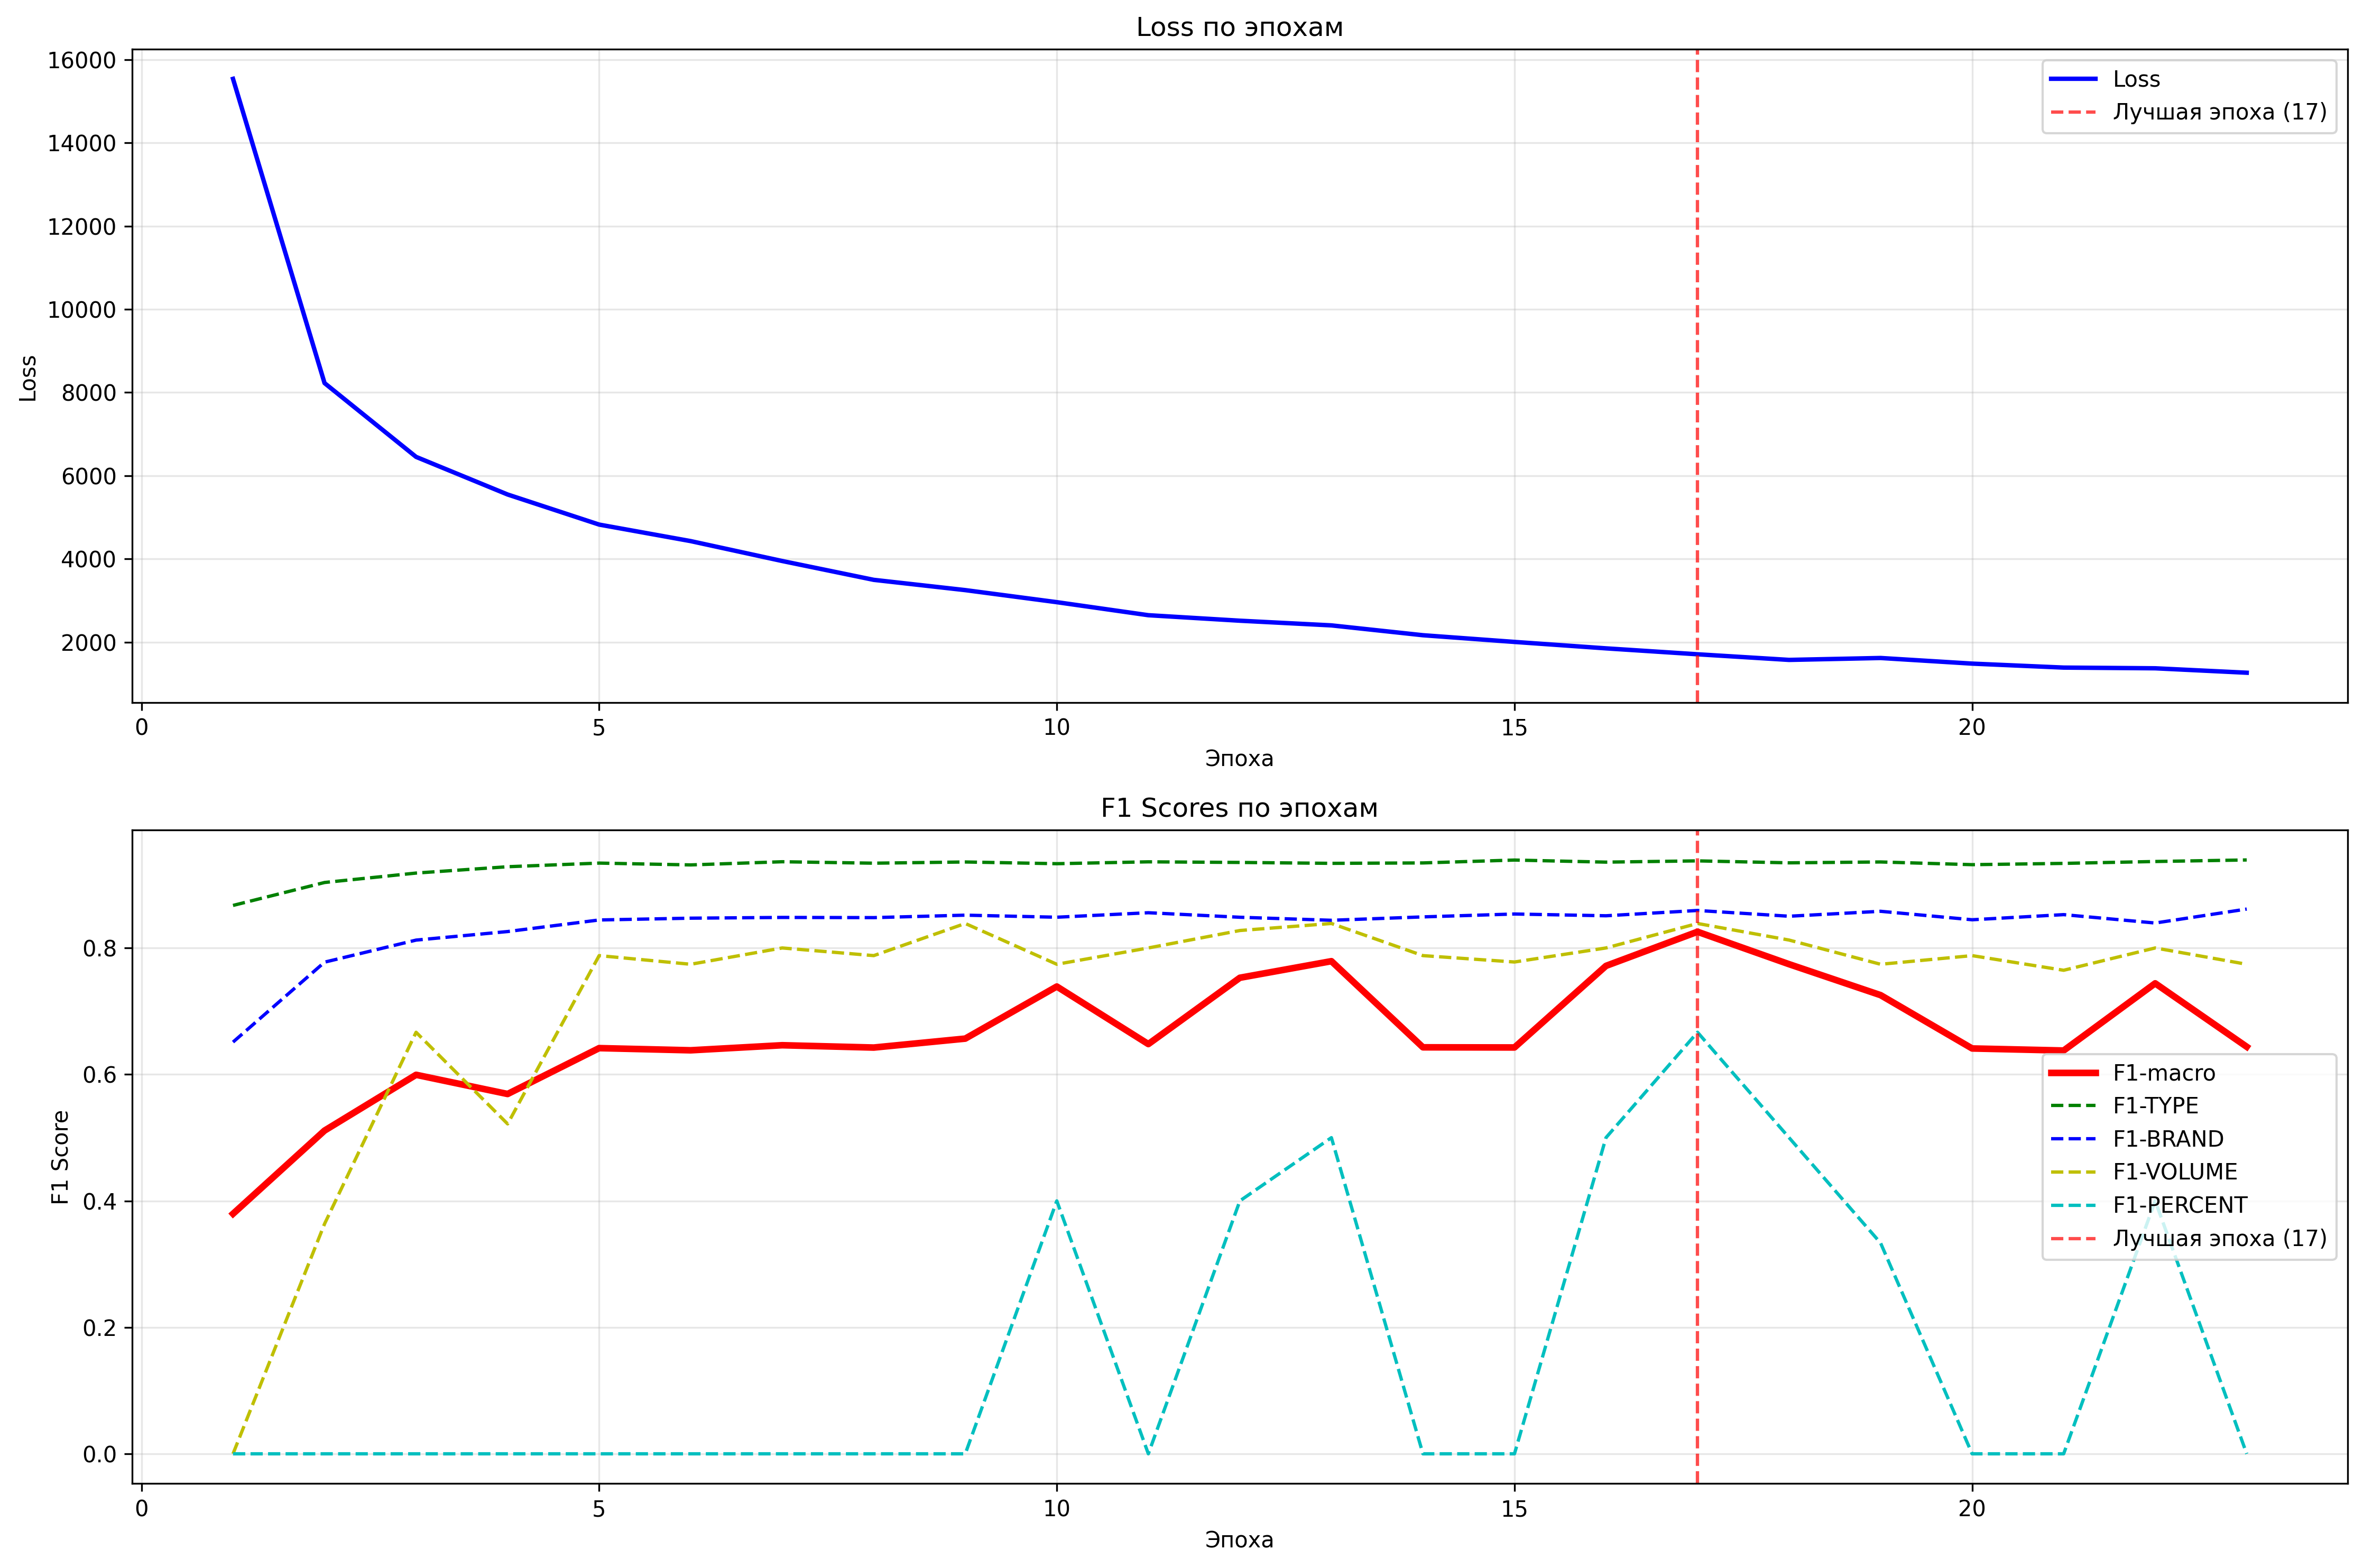 Loss по эпохам
16000
14000
12000
10000
8000
6000
4000
2000
Loss
Loss
Лучшая эпоха (17)
0 5 10 15 20
Эпоха
F1 Scores по эпохам
0.8
0.6
0.4
0.2
0.0
F1 Score
F1-macro
F1-TYPE
F1-BRAND
F1-VOLUME
F1-PERCENT
Лучшая эпоха (17)
0 5 10 15 20
Эпоха